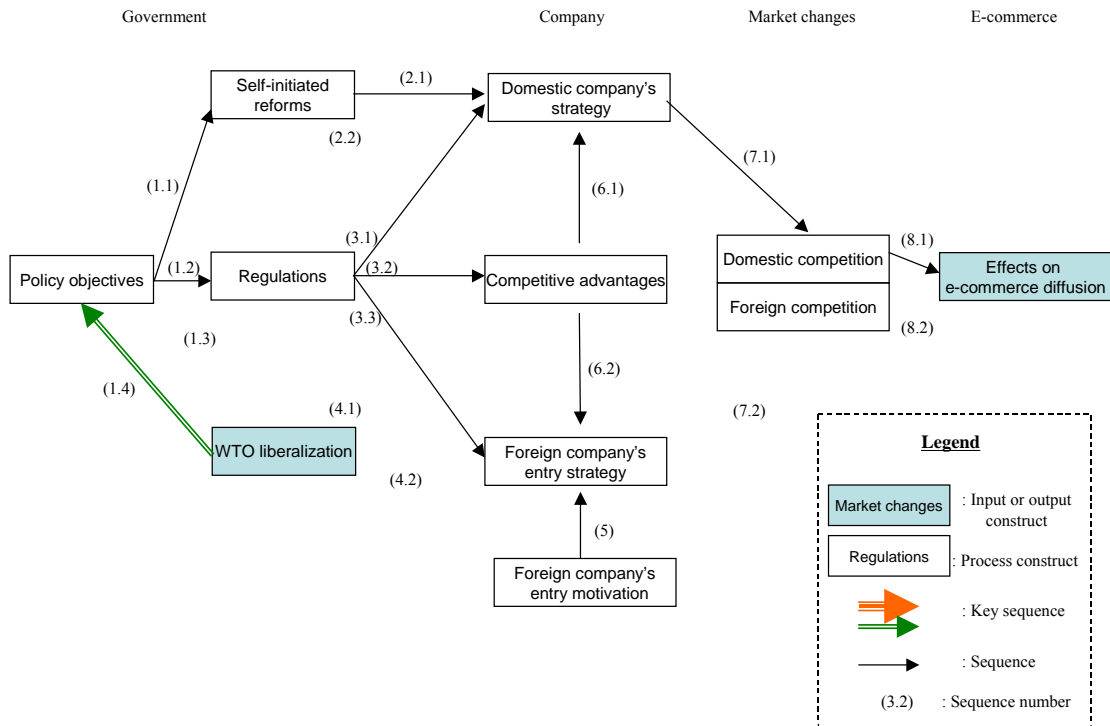 Government
Company
Market changes
E-commerce
Self-initiated
reforms
(2.1)
Domestic company's
strategy
(2.2)
(7.1)
(1.1)
(6.1)
(3.1)
(8.1)
Policy objectives
(1.2)
Regulations
(3.2)
Competitive advantages
Domestic competition
Foreign competition
Effects on
e-commerce diffusion
(3.3)
(8.2)
(1.3)
(6.2)
(1.4)
(4.1)
(7.2)
WTO liberalization
Foreign company's
entry strategy
(4.2)
(5)
Foreign company's
entry motivation
Legend
Market changes
: Input or output
construct
Regulations
: Process construct
: Key sequence
: Sequence
(3.2)
: Sequence number